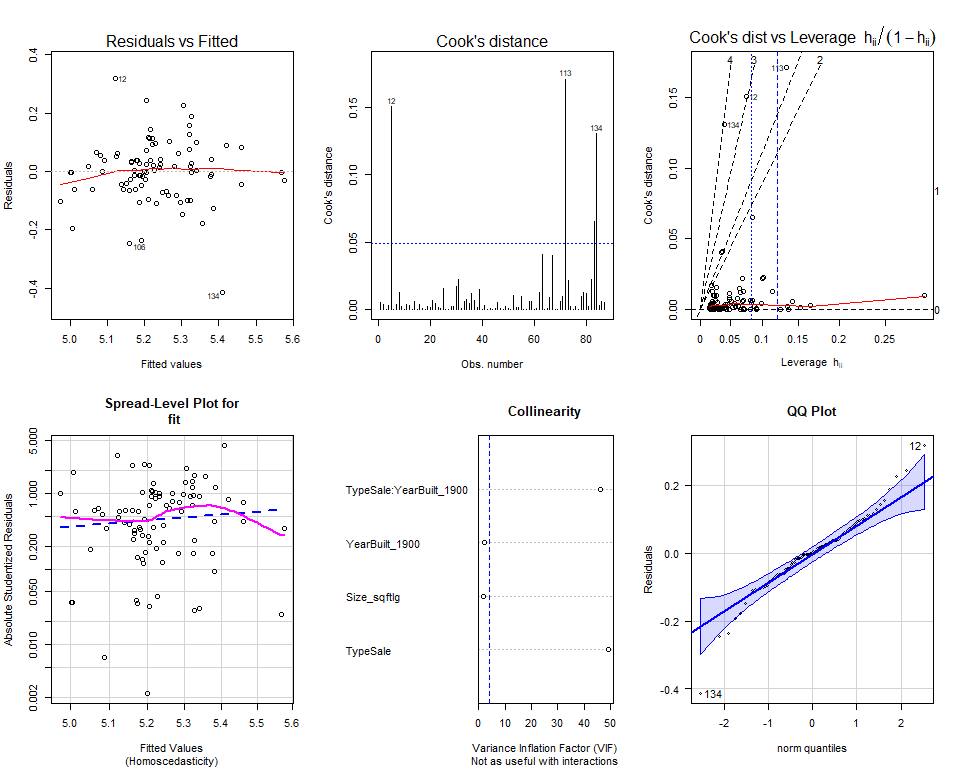 Residuals vs Fitted
Residuals
0.4
0.2
0.0
-0.2
-0.4
12
106
134
5.0 5.1 5.2 5.3 5.4 5.5 5.6
Fitted values
Cook's distance
Cook's distance
0.15
0.10
0.05
0.00
12
113
134
0 20 40 60 80
Obs. number
Cook's dist vs Leverage hii/(1−hii)
Cook's distance
0.15
0.10
0.05
0.00
4 3 2
113
12
134
1
0
0 0.05 0.1 0.15 0.2 0.25
Leverage hii
Spread-Level Plot for
fit
Absolute Studentized Residuals
5.000
1.000
0.200
0.050
0.010
0.002
5.0 5.1 5.2 5.3 5.4 5.5 5.6
Fitted Values
(Homoscedasticity)
Collinearity
TypeSale:YearBuilt_1900
YearBuilt_1900
Size_sqftlg
TypeSale
0 10 20 30 40 50
Variance Inflation Factor (VIF)
Not as useful with interactions
QQ Plot
Residuals
0.2
0.0
-0.2
-0.4
12
134
-2 -1 0 1 2
norm quantiles